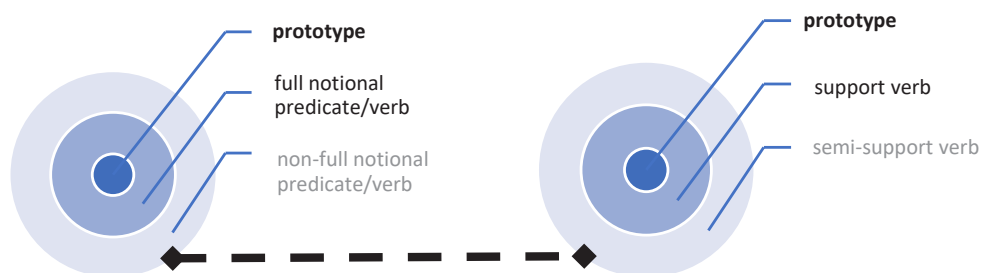 prototype
full notional
predicate/verb
non-full notional
predicate/verb
prototype
support verb
semi-support verb